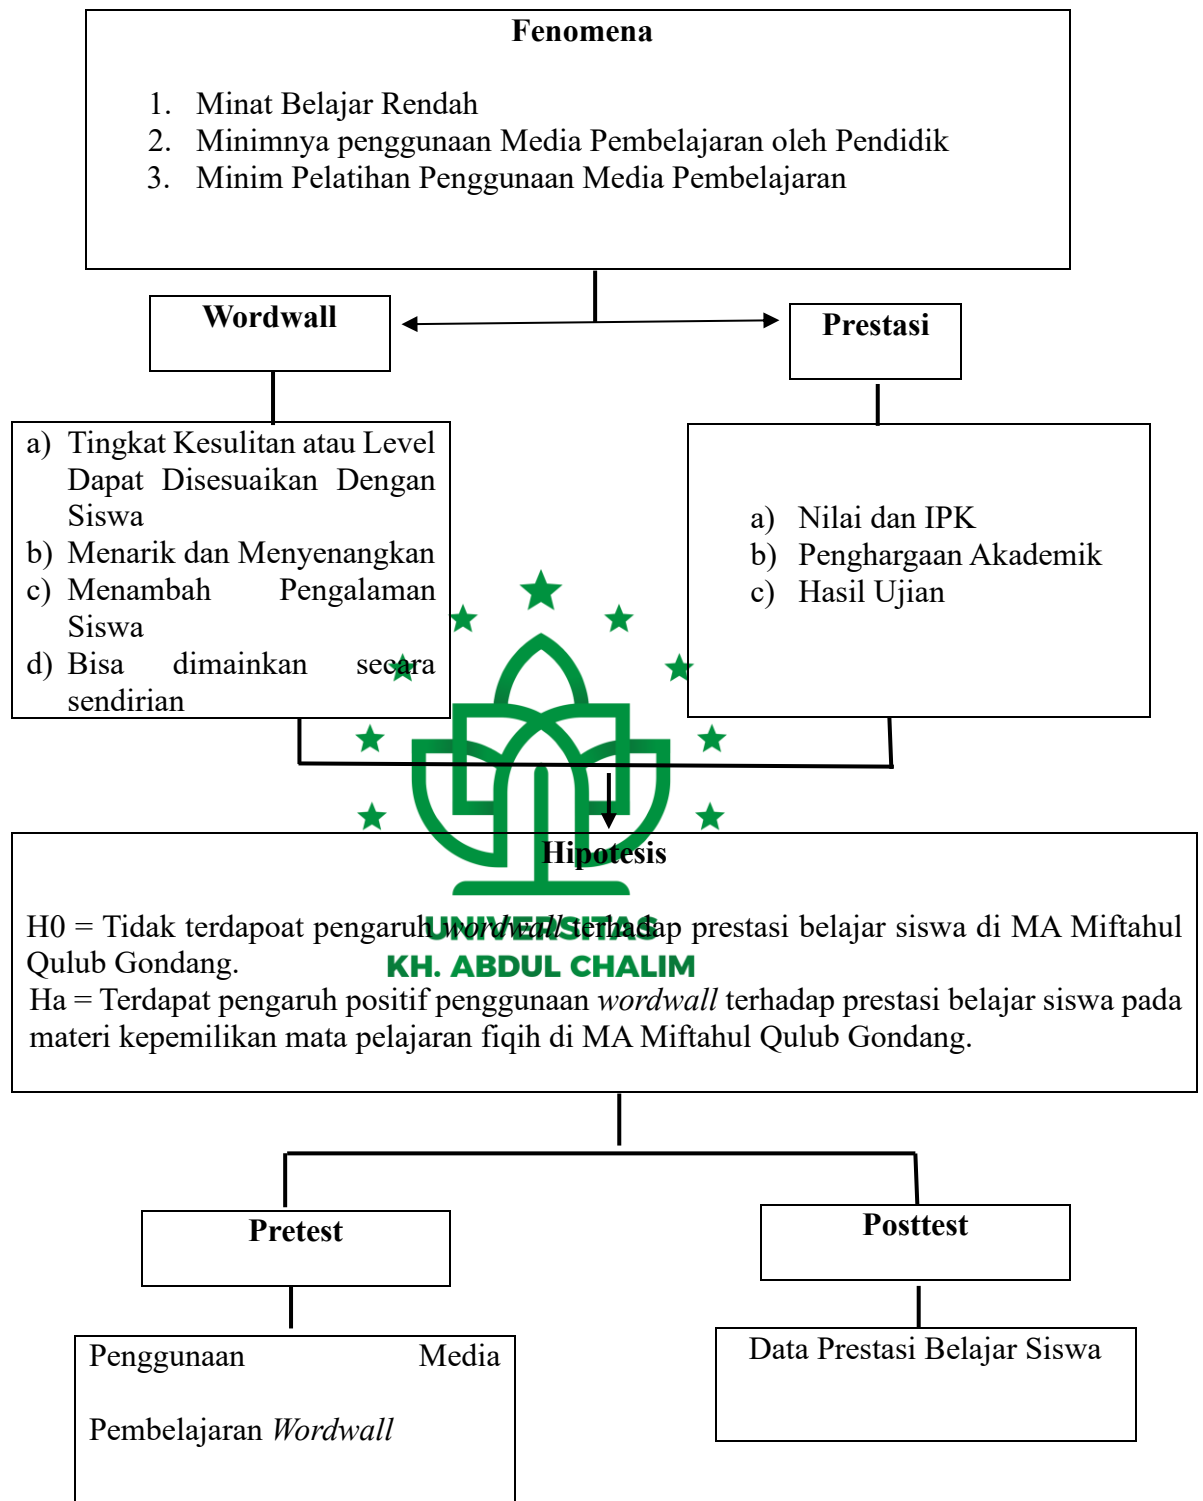 Fenomena
1. Minat Belajar Rendah
2. Minimnya penggunaan Media Pembelajaran oleh Pendidik
3. Minim Pelatihan Penggunaan Media Pembelajaran
Wordwall
Prestasi
a) Tingkat Kesulitan atau Level
Dapat Disesuaikan Dengan
Siswa
b) Menarik dan Menyenangkan
c) Menambah Pengalaman
Siswa
d) Bisa dimainkan secara
sendirian
a) Nilai dan IPK
b) Penghargaan Akademik
c) Hasil Ujian
Hipotesis
H0 = Tidak terdapoat pengaruh wordwall terhadap prestasi belajar siswa di MA Miftahul
Qulub Gondang.
Ha = Terdapat pengaruh positif penggunaan wordwall terhadap prestasi belajar siswa pada
materi kepemilikan mata pelajaran fiqih di MA Miftahul Qulub Gondang.
UNIVERSITAS
KH. ABDUL CHALIM
Pretest
Posttest
Penggunaan Media
Pembelajaran Wordwall
Data Prestasi Belajar Siswa